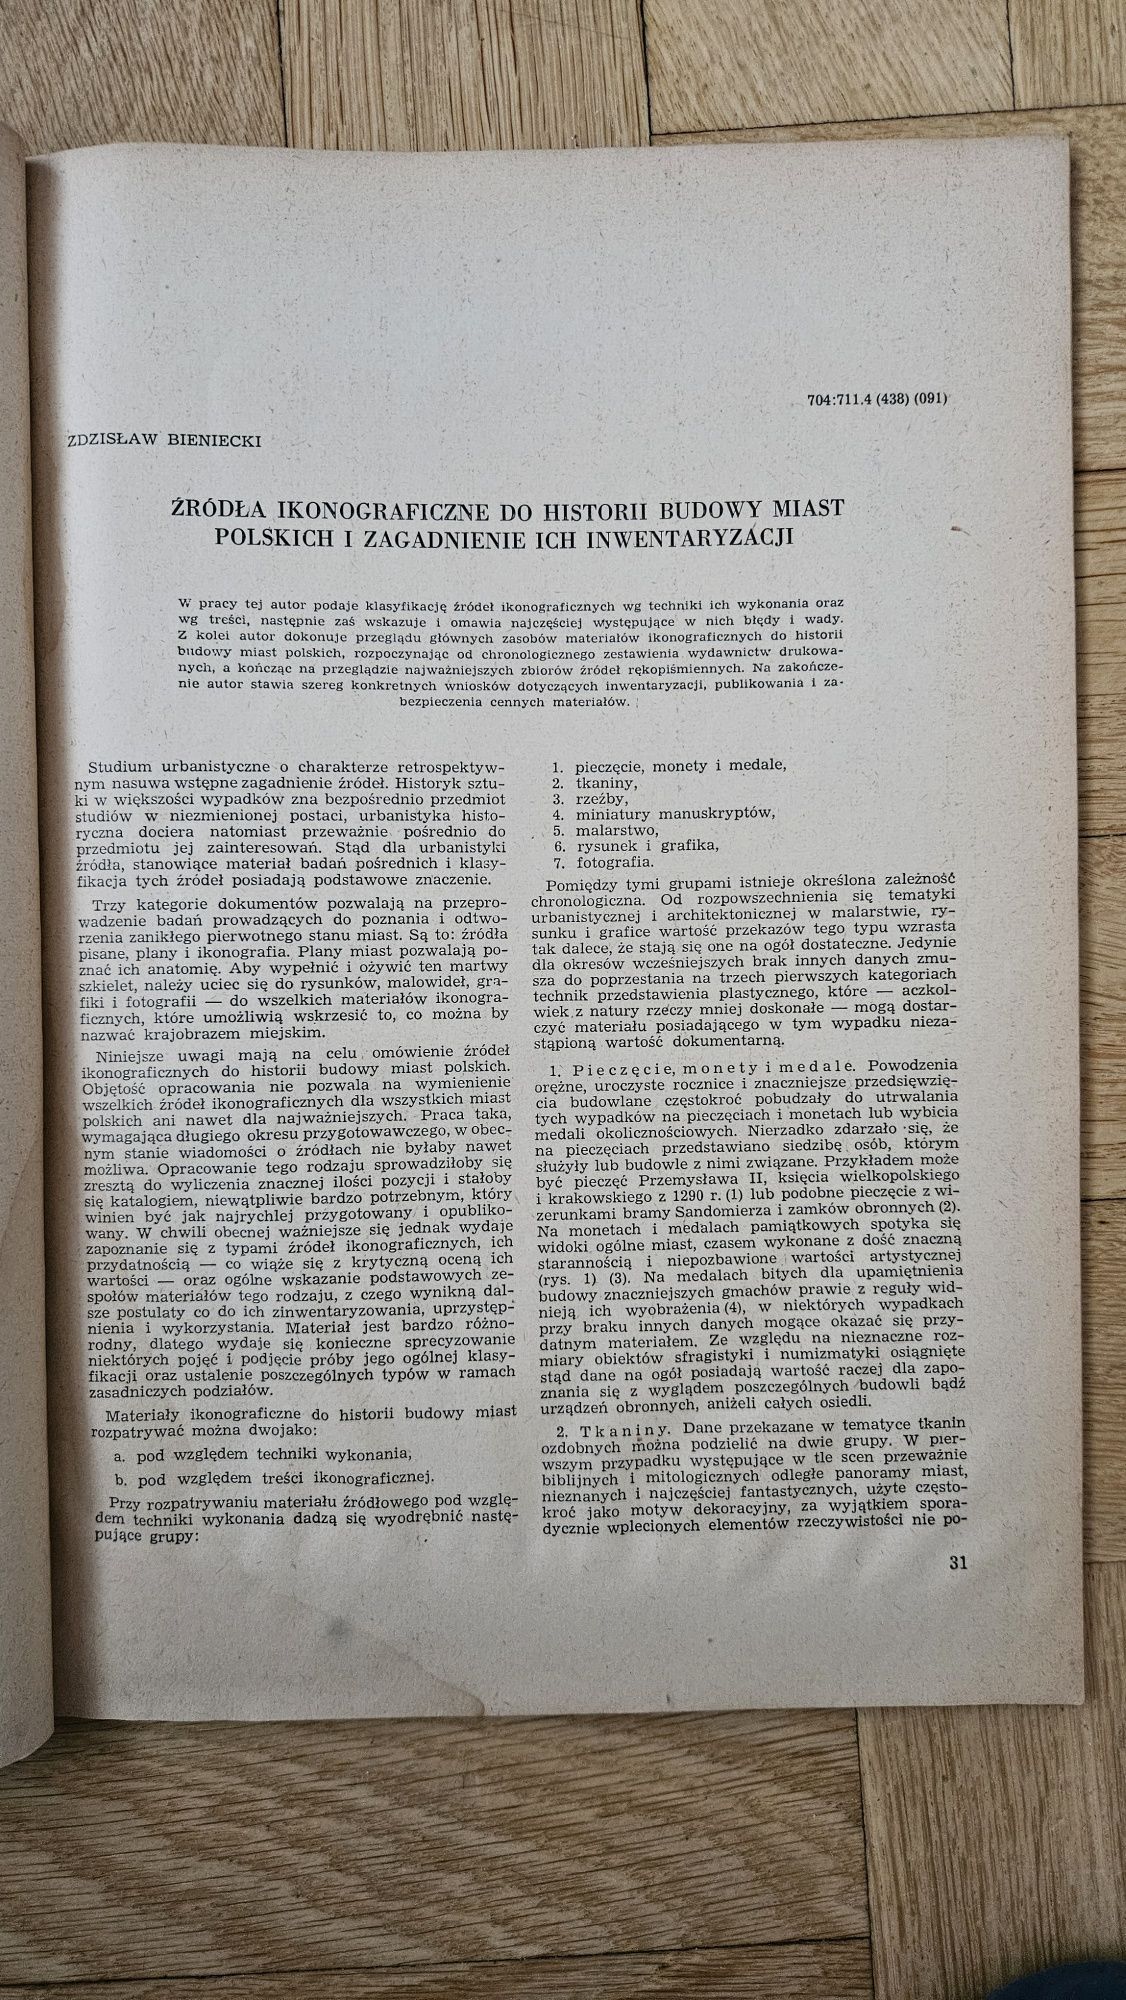 704:711.4 (438) (091)
ZDZISŁAW BIENIECKI
ŹRÓDŁA IKONOGRAFICZNE DO HISTORII BUDOWY MIAST
POLSKICH I ZAGADNIENIE ICH INWENTARYZACJI
W pracy tej autor podaje klasyfikację źródeł ikonograficznych wg techniki ich wykonania oraz
wg treści, następnie zaś wskazuje i omawia najczęściej występujące w nich błędy i wady.
Z kolei autor dokonuje przeglądu głównych zasobów materiałów ikonograficznych do historii
budowy miast polskich, rozpoczynając od chronologicznego zestawienia wydawnictw drukowa-
nych, a kończąc na przeglądzie najważniejszych zbiorów źródeł rękopiśmiennych. Na zakończe-
nie autor stawia szereg konkretnych wniosków dotyczących inwentaryzacji, publikowania i za-
bezpieczenia cennych materiałów.
Studium urbanistyczne o charakterze retrospektyw-
nym nasuwa wstępne zagadnienie źródeł. Historyk sztu-
ki w większości wypadków zna bezpośrednio przedmiot
studiów w niezmienionej postaci, urbanistyka histo-
ryczna dociera natomiast przeważnie pośrednio do
przedmiotu jej zainteresowań. Stąd dla urbanistyki
źródła, stanowiące materiał badań pośrednich i klasy-
fikacja tych źródeł posiadają podstawowe znaczenie.
Trzy kategorie dokumentów pozwalają na przepro-
wadzenie badań prowadzących do poznania i odtwo-
rzenia zanikłego pierwotnego stanu miast. Są to: źródła
pisane, plany i ikonografia. Plany miast pozwalają po-
znać ich anatomię. Aby wypełnić i ożywić ten martwy
szkielet, należy uciec się do rysunków, malowideł, gra-
fiki i fotografii — do wszelkich materiałów ikonogra-
ficznych, które umożliwią wskrzesić to, co można by
nazwać krajobrazem miejskim.
Niniejsze uwagi mają na celu omówienie źródeł
ikonograficznych do historii budowy miast polskich.
Objętość opracowania nie pozwala na wymienienie
wszelkich źródeł ikonograficznych dla wszystkich miast
polskich ani nawet dla najważniejszych. Praca taka,
wymagająca długiego okresu przygotowawczego, w obec-
nym stanie wiadomości o źródłach nie byłaby nawet
możliwa. Opracowanie tego rodzaju sprowadziłoby się
zresztą do wyliczenia znacznej ilości pozycji i stałoby
się katalogiem, niewątpliwie bardzo potrzebnym, który
winien być jak najrychlej przygotowany i opubliko-
wany. W chwili obecnej ważniejsze się jednak wydaje
zapoznanie się z typami źródeł ikonograficznych, ich
przydatnością — co wiąże się z krytyczną oceną ich
wartości — oraz ogólne wskazanie podstawowych ze-
społów materiałów tego rodzaju, z czego wynikną dal-
sze postulaty co do ich zinwentaryzowania, uprzystęp-
nienia i wykorzystania. Materiał jest bardzo różno-
rodny, dlatego wydaje się konieczne sprecyzowanie
niektórych pojęć i podjęcie próby jego ogólnej klasy-
fikacji oraz ustalenie poszczególnych typów w ramach
zasadniczych podziałów.
Materiały ikonograficzne do historii budowy miast
rozpatrywać można dwojako:
a. pod względem techniki wykonania,
b. pod względem treści ikonograficznej.
Przy rozpatrywaniu materiału źródłowego pod wzglę-
dem techniki wykonania dadzą się wyodrębnić nastę-
pujące grupy:
1. pieczęcie, monety i medale,
2. tkaniny,
3. rzeźby,
4. miniatury manuskryptów,
5. malarstwo,
6. rysunek i grafika,
7. fotografia.
Pomiędzy tymi grupami istnieje określona zależność
chronologiczna. Od rozpowszechnienia się tematyki
urbanistycznej i architektonicznej w malarstwie, ry-
sunku i grafice wartość przekazów tego typu wzrasta
tak dalece, że stają się one na ogół dostateczne. Jedynie
dla okresów wcześniejszych brak innych danych zmu-
sza do poprzestania na trzech pierwszych kategoriach
technik przedstawienia plastycznego, które — aczkol-
wiek z natury rzeczy mniej doskonałe — mogą dostar-
czyć materiału posiadającego w tym wypadku nieza-
stąpioną wartość dokumentarną.
1. Pieczęcie, monety i medale. Powodzenia
orężne, uroczyste rocznice i znaczniejsze przedsięwzię-
cia budowlane częstokroć pobudzały do utrwalania
tych wypadków na pieczęciach i monetach lub wybicia
medali okolicznościowych. Nierzadko zdarzało się, że
na pieczęciach przedstawiano siedzibę osób, którym
służyły lub budowle z nimi związane. Przykładem może
być pieczęć Przemysława II, księcia wielkopolskiego
i krakowskiego z 1290 r. (1) lub podobne pieczęcie z wi-
zerunkami bramy Sandomierza i zamków obronnych (2).
Na monetach i medalach pamiątkowych spotyka się
widoki ogólne miast, czasem wykonane z dość znaczną
starannością i niepozbawione wartości artystycznej
(rys. 1) (3). Na medalach bitych dla upamiętnienia
budowy znaczniejszych gmachów prawie z reguły wid-
nieją ich wyobrażenia (4), w niektórych wypadkach
przy braku innych danych mogące okazać się przy-
datnym materiałem. Ze względu na nieznaczne roz-
miary obiektów sfragistyki i numizmatyki osiągnięte
stąd dane na ogół posiadają wartość raczej dla zapo-
znania się z wyglądem poszczególnych budowli bądź
urządzeń obronnych, aniżeli całych osiedli.
2. Tkaniny. Dane przekazane w tematyce tkanin
ozdobnych można podzielić na dwie grupy. W pier-
wszym przypadku występujące w tle scen przeważnie
biblijnych i mitologicznych odległe panoramy miast,
nieznanych i najczęściej fantastycznych, użyte często-
kroć jako motyw dekoracyjny, za wyjątkiem spora-
dycznie wplecionych elementów rzeczywistości nie po-
31